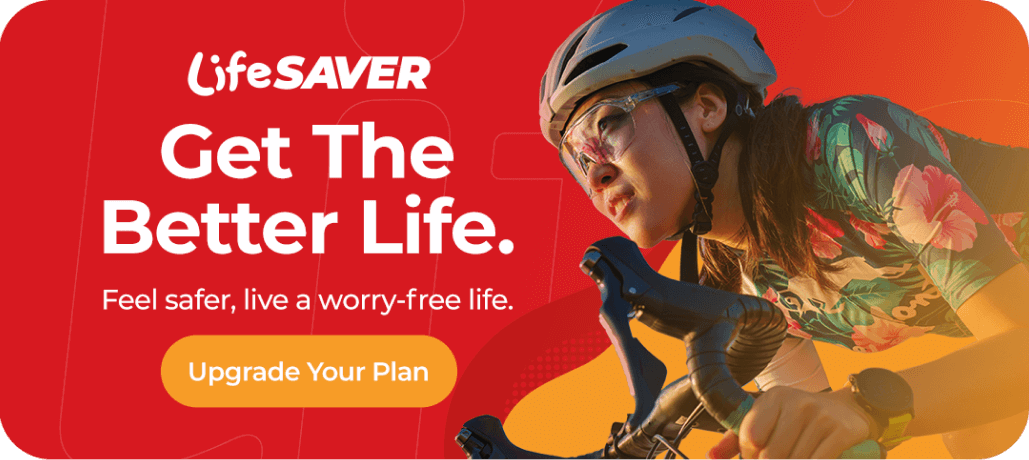 LifeSAVER
Get The
Better Life.
Feel safer, live a worry-free life.
Upgrade Your Plan